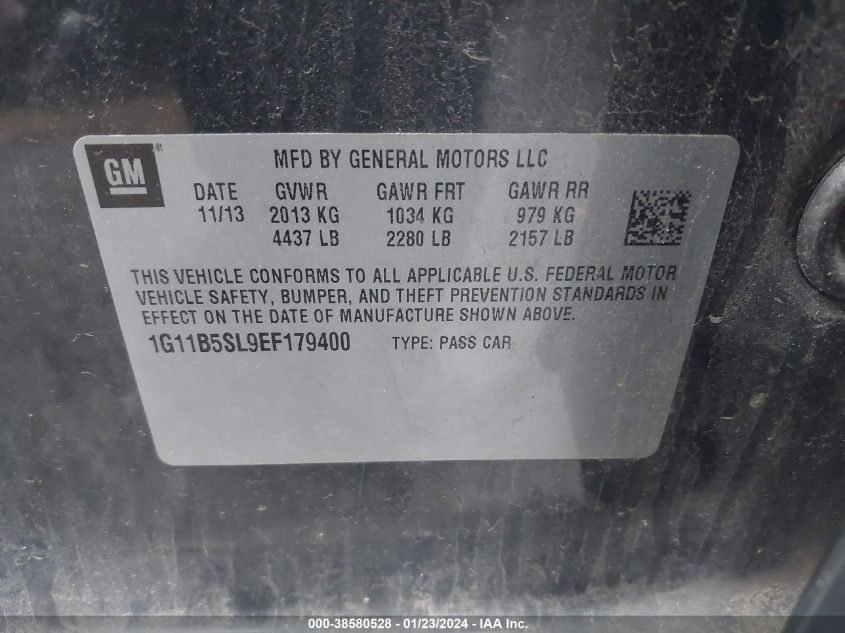 GM®
MFD BY GENERAL MOTORS LLC
DATE GVWR GAWR FRT GAWR RR
11/13 2013 KG 1034 KG 979 KG
4437 LB 2280 LB 2157 LB
THIS VEHICLE CONFORMS TO ALL APPLICABLE U.S. FEDERAL MOTOR
VEHICLE SAFETY, BUMPER, AND THEFT PREVENTION STANDARDS IN
EFFECT ON THE DATE OF MANUFACTURE SHOWN ABOVE.
1G11B5SL9EF179400 TYPE: PASS CAR
000-38580528 - 01/23/2024 - IAA Inc.